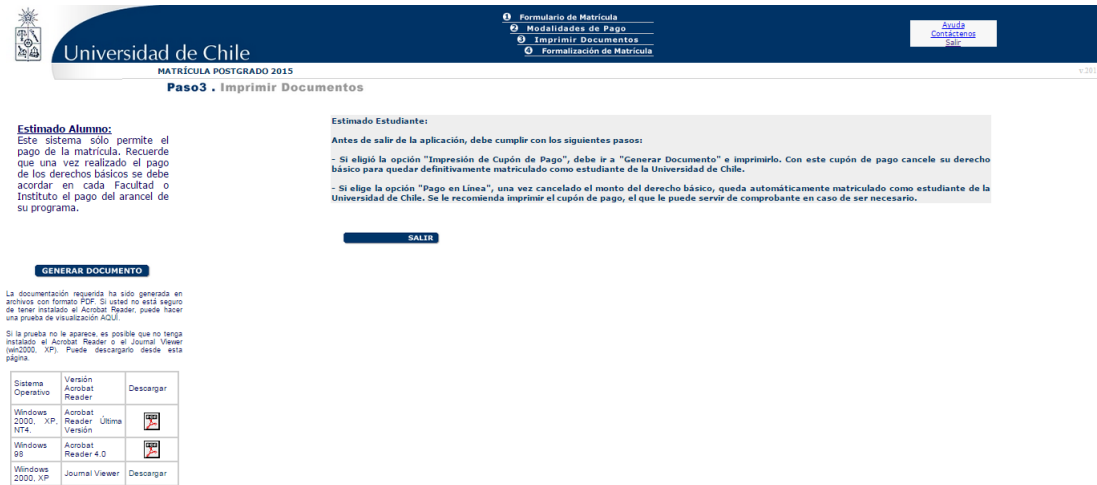 Universidad de Chile
1 Formulario de Matrícula
2 Modalidades de Pago
3 Imprimir Documentos
4 Formalización de Matrícula
Ayuda
Contáctenos
Salir
MATRÍCULA POSTGRADO 2015
Paso3 . Imprimir Documentos
Estimado Alumno:
Este sistema sólo permite el
pago de la matrícula. Recuerde
que una vez realizado el pago
de los derechos básicos se debe
acordar en cada Facultad o
Instituto el pago del arancel de
su programa.
Estimado Estudiante:
Antes de salir de la aplicación, debe cumplir con los siguientes pasos:
- Si eligió la opción "Impresión de Cupón de Pago", debe ir a "Generar Documento" e imprimirlo. Con este cupón de pago cancele su derecho
básico para quedar definitivamente matriculado como estudiante de la Universidad de Chile.
- Si elige la opción "Pago en Línea", una vez cancelado el monto del derecho básico, queda automáticamente matriculado como estudiante de la
Universidad de Chile. Se le recomienda imprimir el cupón de pago, el que le puede servir de comprobante en caso de ser necesario.
SALIR
GENERAR DOCUMENTO
La documentación requerida ha sido generada en
archivos con formato PDF. Si usted no está seguro
de tener instalado el Acrobat Reader, puede hacer
una prueba de visualización AQUÍ.
Si la prueba no le aparece, es posible que no tenga
instalado el Acrobat Reader o el Journal Viewer
(win2000, XP). Puede descargarlo desde esta
página.
Sistema Operativo Versión Acrobat Reader Descargar
Windows 2000, XP, NT4. Acrobat Reader Última Versión
Windows 98 Acrobat Reader 4.0
Windows 2000, XP Journal Viewer Descargar